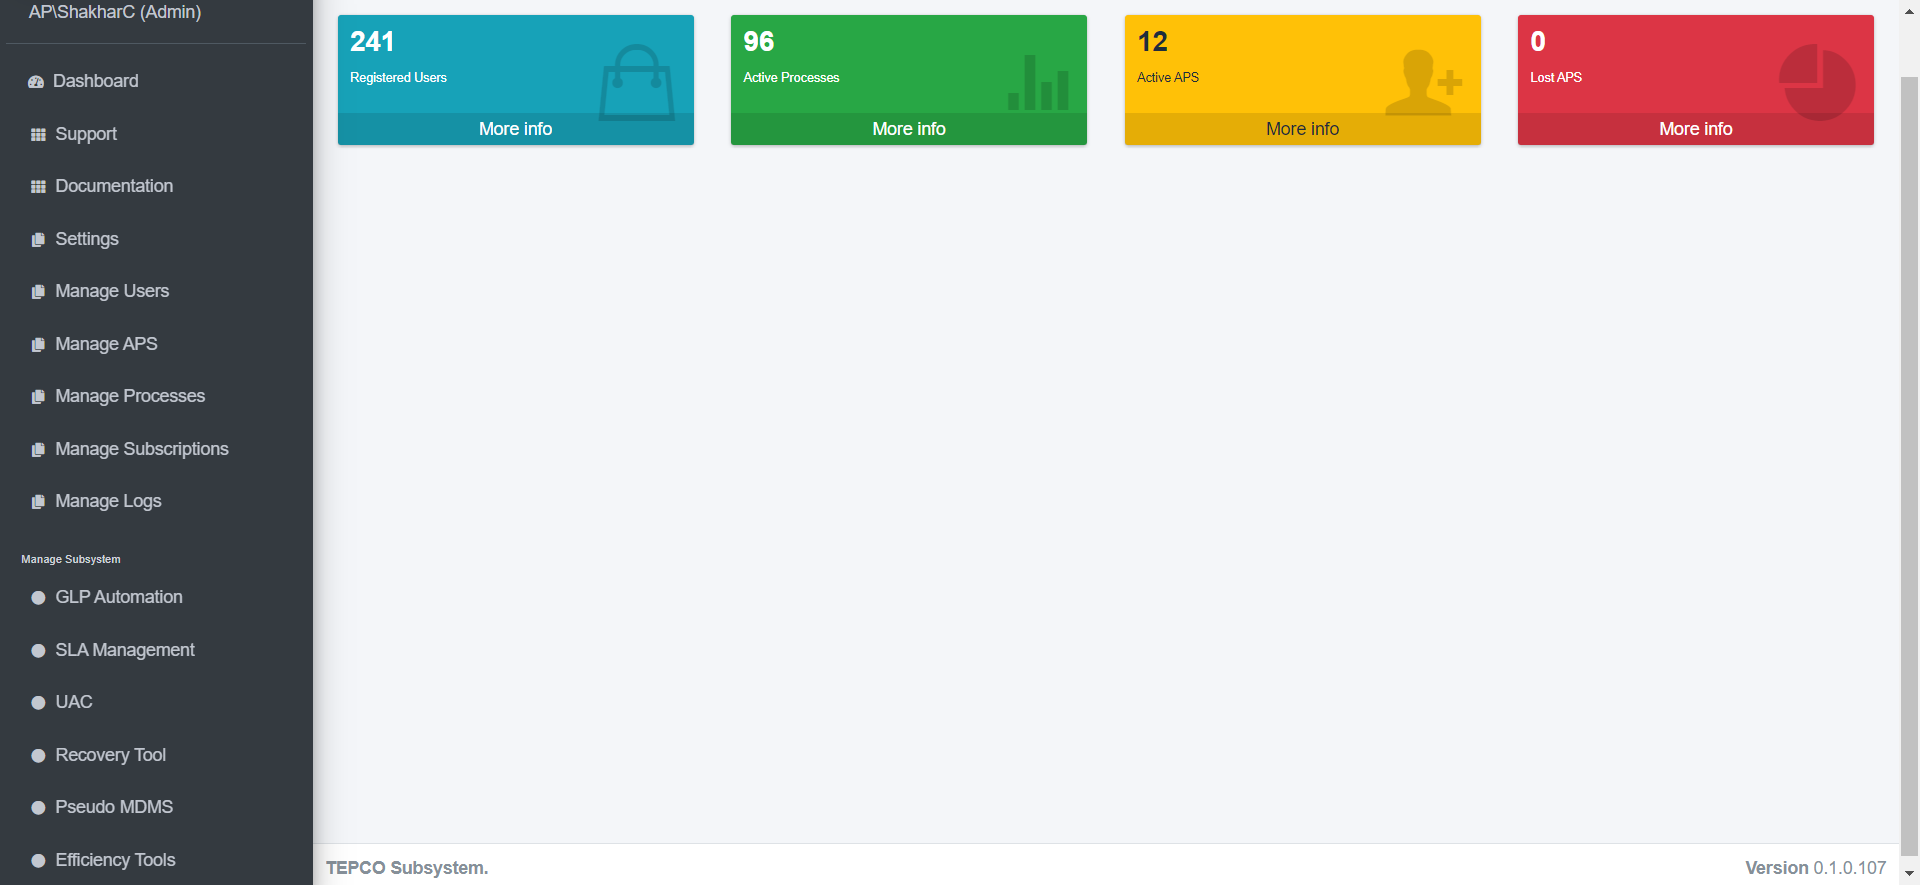 AP\ShakharC (Admin)
Dashboard
Support
Documentation
Settings
Manage Users
Manage APS
Manage Processes
Manage Subscriptions
Manage Logs
Manage Subsystem
GLP Automation
SLA Management
UAC
Recovery Tool
Pseudo MDMS
Efficiency Tools
241
Registered Users
More info
96
Active Processes
More info
12
Active APS
More info
0
Lost APS
More info
TEPCO Subsystem.
Version 0.1.0.107